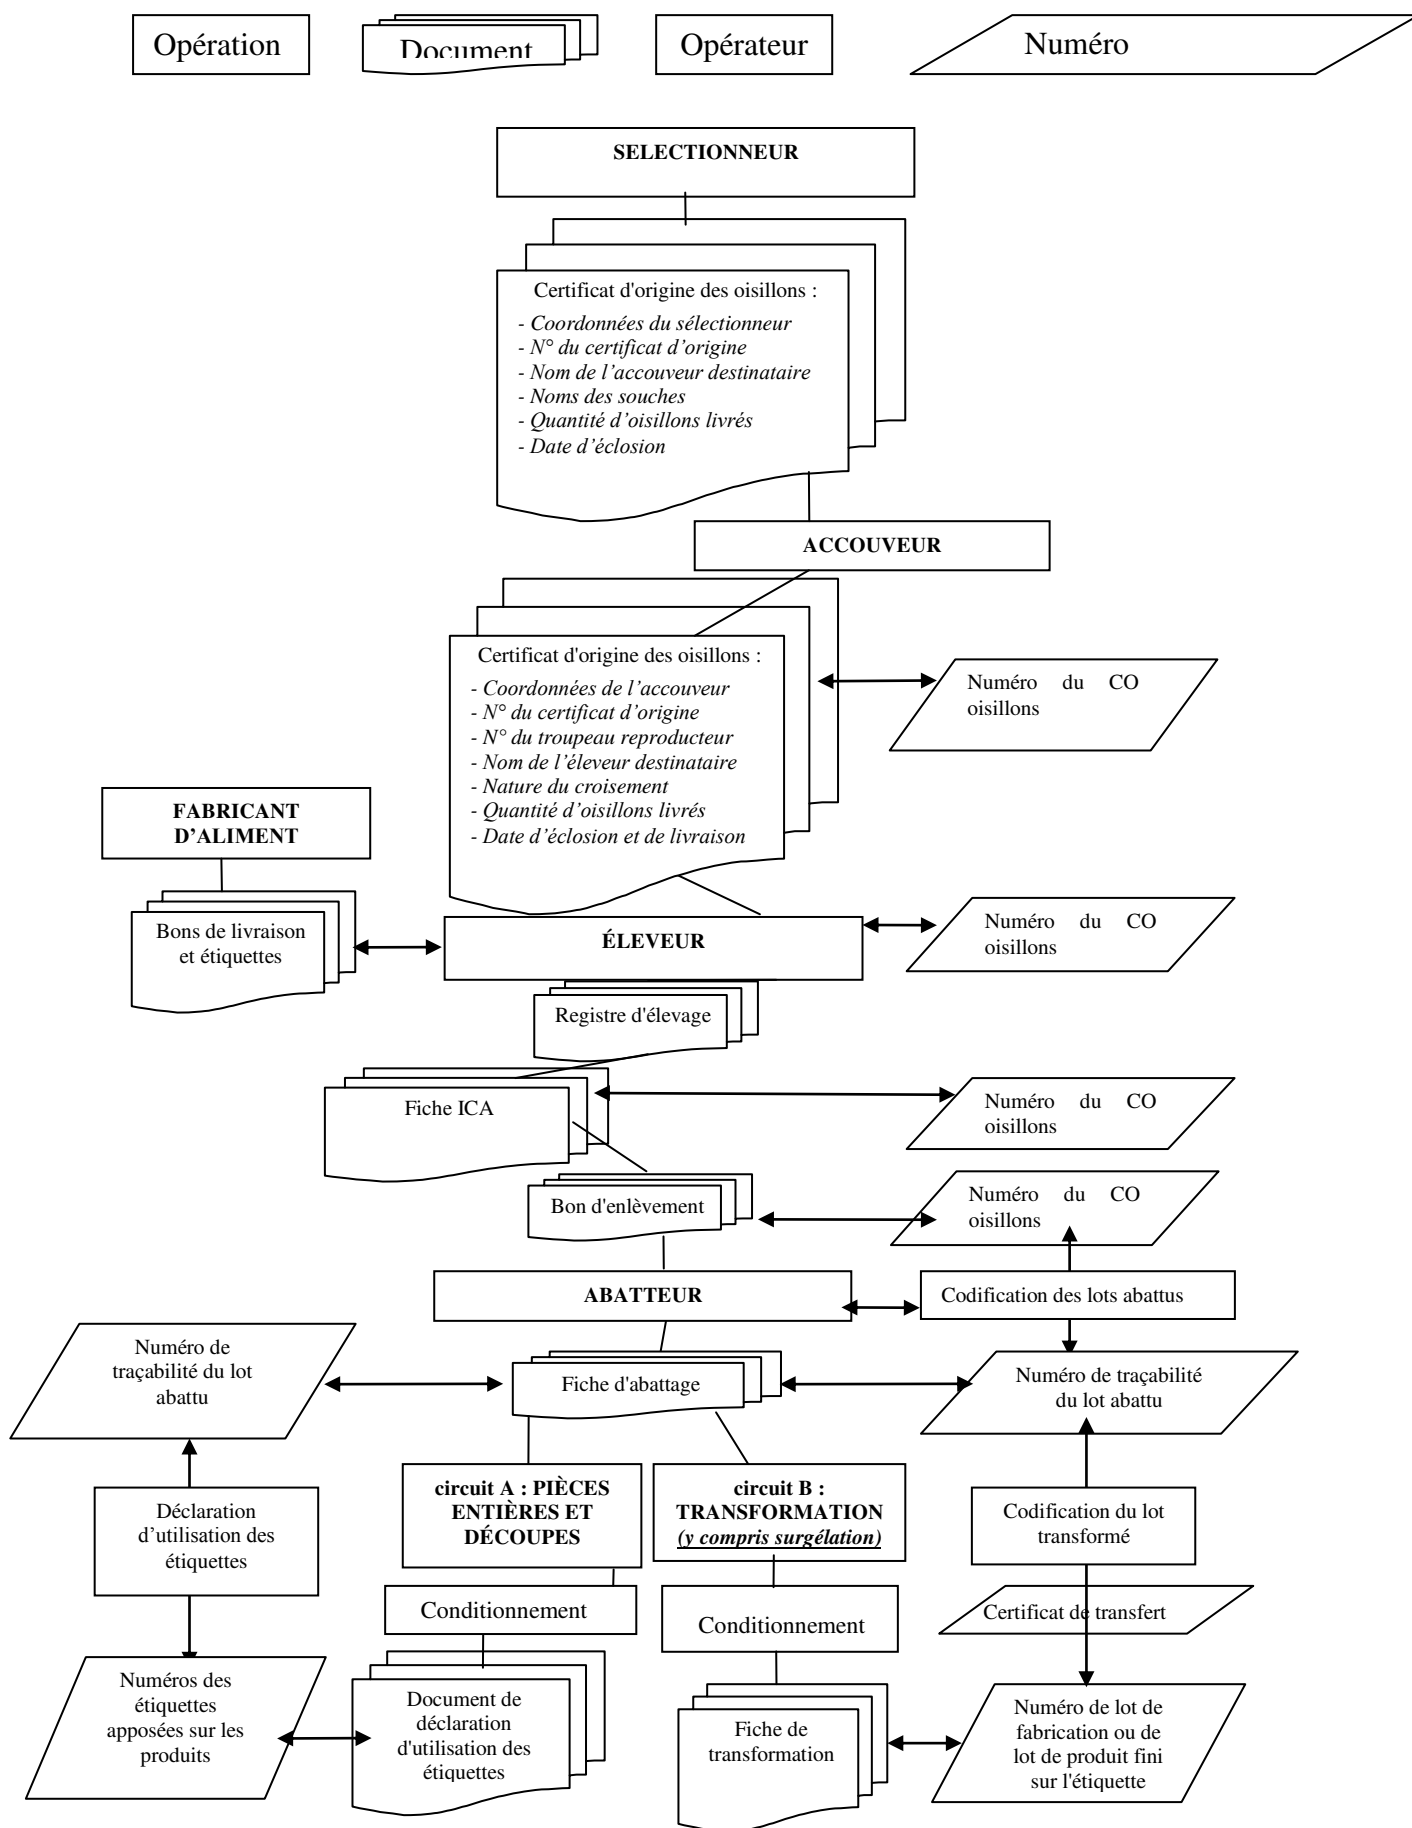 Opération
Document
Opérateur
Numéro
SELECTIONNEUR
Certificat d'origine des oisillons :
- Coordonnées du sélectionneur
- N° du certificat d’origine
- Nom de l’accouveur destinataire
- Noms des souches
- Quantité d’oisillons livrés
- Date d’éclosion
ACCOUVEUR
Certificat d'origine des oisillons :
- Coordonnées de l’accouveur
- N° du certificat d’origine
- N° du troupeau reproducteur
- Nom de l’éleveur destinataire
- Nature du croisement
- Quantité d’oisillons livrés
- Date d’éclosion et de livraison
Numéro du CO
oisillons
FABRICANT
D’ALIMENT
Bons de livraison
et étiquettes
ÉLEVEUR
Numéro du CO
oisillons
Registre d'élevage
Fiche ICA
Numéro du CO
oisillons
Bon d'enlèvement
Numéro du CO
oisillons
ABATTEUR
Codification des lots abattus
Numéro de
traçabilité du lot
abattu
Fiche d'abattage
Numéro de traçabilité
du lot abattu
Déclaration
d’utilisation des
étiquettes
circuit A : PIÈCES
ENTIÈRES ET
DÉCOUPES
circuit B :
TRANSFORMATION
(y compris surgélation)
Codification du lot
transformé
Conditionnement
Conditionnement
Certificat de transfert
Numéros des
étiquettes
apposées sur les
produits
Document de
déclaration
d'utilisation des
étiquettes
Fiche de
transformation
Numéro de lot de
fabrication ou de
lot de produit fini
sur l'étiquette